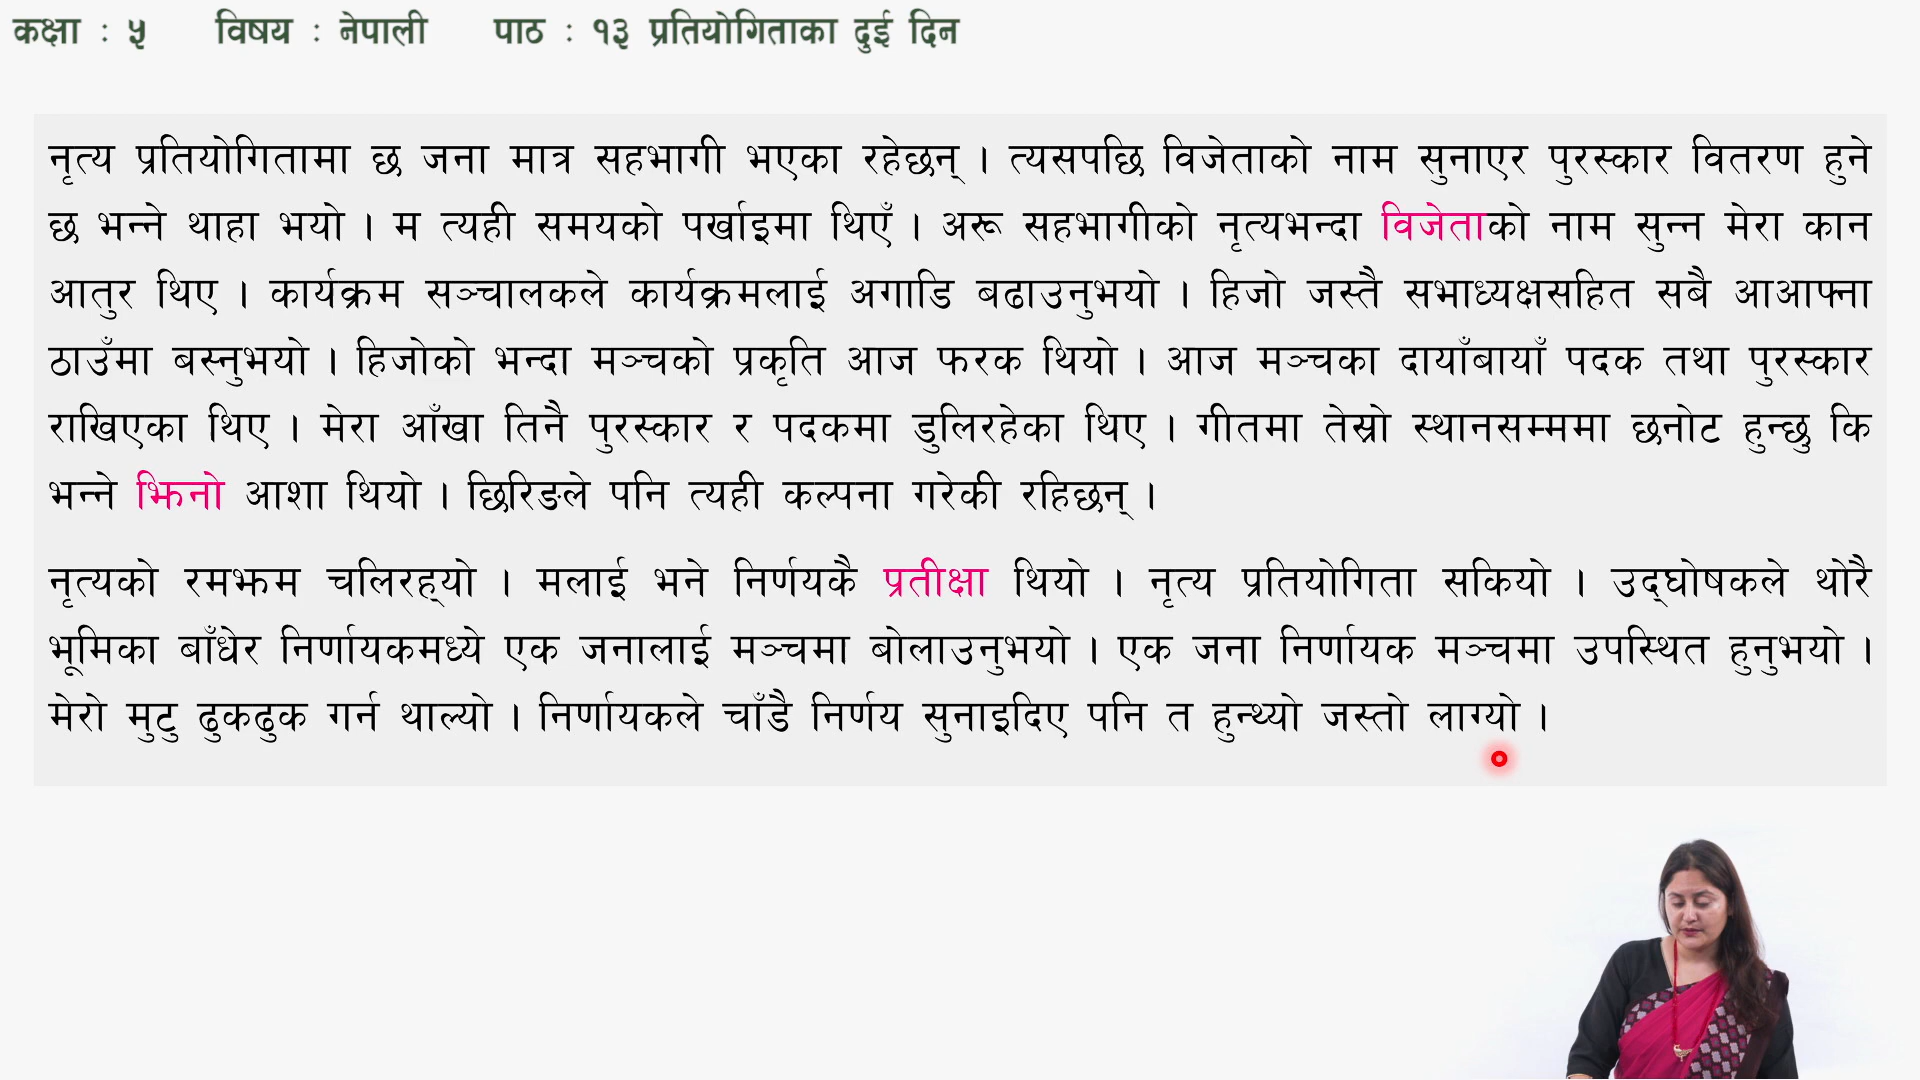 कक्षा : ५ विषय : नेपाली पाठ : १३ प्रतियोगिताका दुई दिन
नृत्य प्रतियोगितामा छ जना मात्र सहभागी भएका रहेछन् । त्यसपछि विजेताको नाम सुनाएर पुरस्कार वितरण हुने
छ भन्ने थाहा भयो । म त्यही समयको पर्खाइमा थिएँ । अरू सहभागीको नृत्यभन्दा विजेताको नाम सुन्न मेरा कान
आतुर थिए । कार्यक्रम सञ्चालकले कार्यक्रमलाई अगाडि बढाउनुभयो । हिजो जस्तै सभाध्यक्षसहित सबै आआफ्ना
ठाउँमा बस्नुभयो । हिजोको भन्दा मञ्चको प्रकृति आज फरक थियो । आज मञ्चका दायाँबायाँ पदक तथा पुरस्कार
राखिएका थिए । मेरा आँखा तिनै पुरस्कार र पदकमा डुलिरहेका थिए । गीतमा तेस्रो स्थानसम्ममा छनोट हुन्छु कि
भन्ने झिनो आशा थियो । छिरिङले पनि त्यही कल्पना गरेकी रहिछन् ।
नृत्यको रमझम चलिरह्यो । मलाई भने निर्णयकै प्रतीक्षा थियो । नृत्य प्रतियोगिता सकियो । उद्‌घोषकले थोरै
भूमिका बाँधेर निर्णायकमध्ये एक जनालाई मञ्चमा बोलाउनुभयो । एक जना निर्णायक मञ्चमा उपस्थित हुनुभयो ।
मेरो मुटु ढुकढुक गर्न थाल्यो । निर्णायकले चाँडै निर्णय सुनाइदिए पनि त हुन्थ्यो जस्तो लाग्यो ।